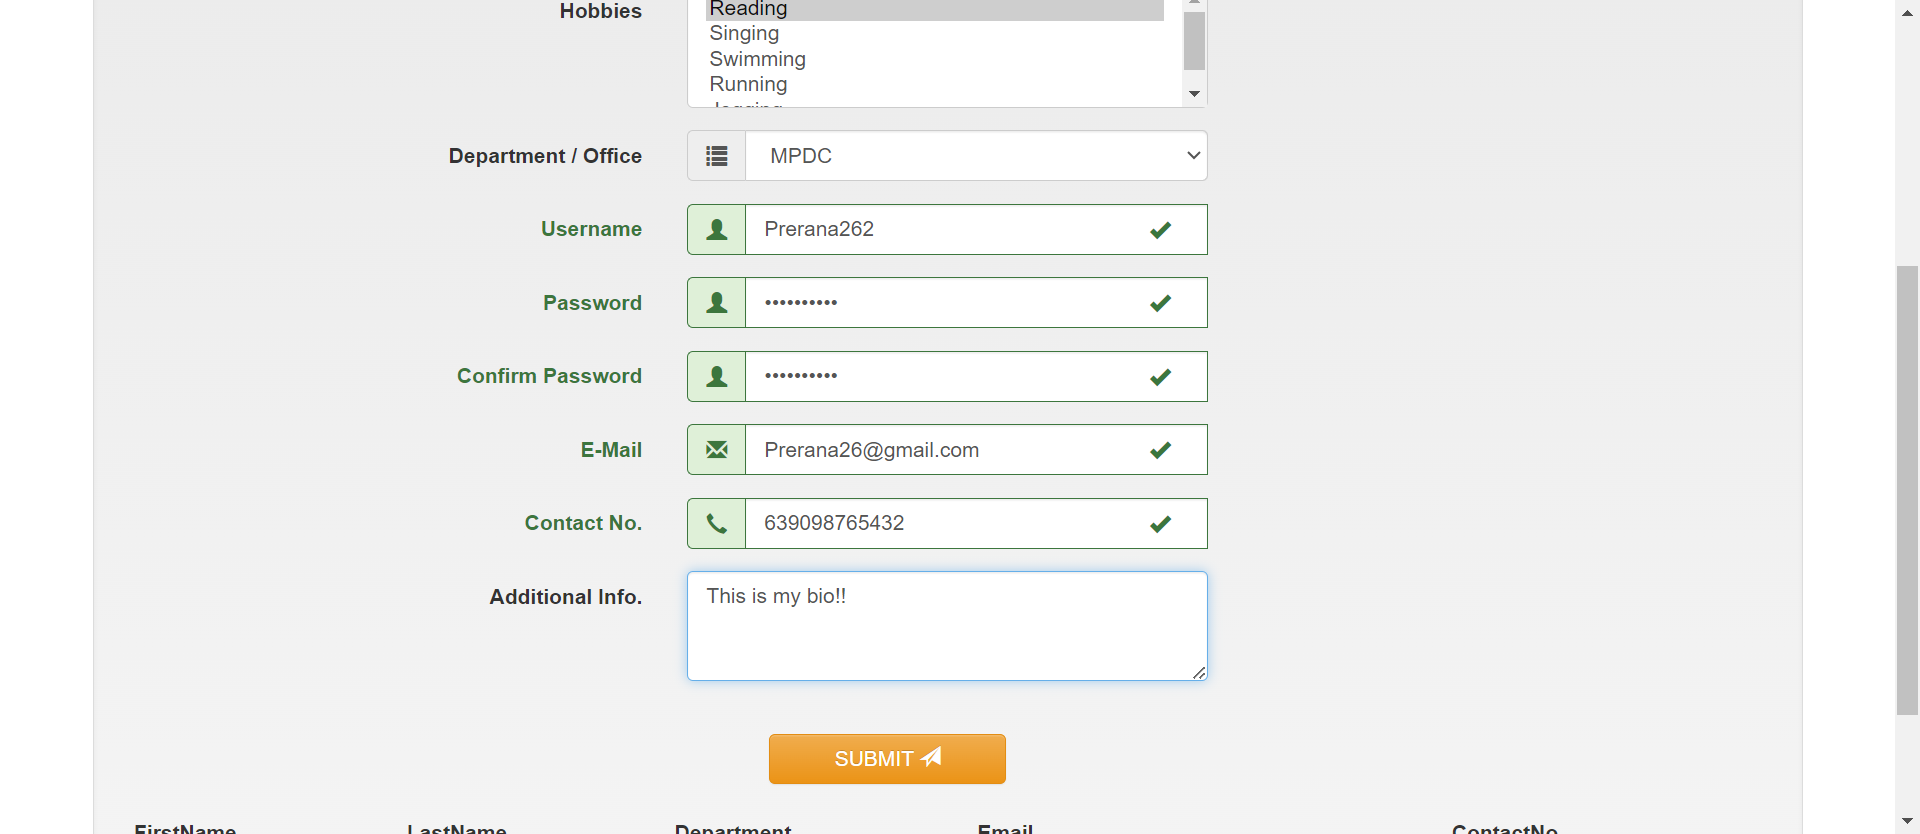 Hobbies
Reading
Singing
Swimming
Running
Jogging
Department / Office
MPDC
Username
Prerana262
Password
••••••••••
Confirm Password
••••••••••
E-Mail
Prerana26@gmail.com
Contact No.
639098765432
Additional Info.
This is my bio!!
SUBMIT
FirstName LastName Department Email ContactNo